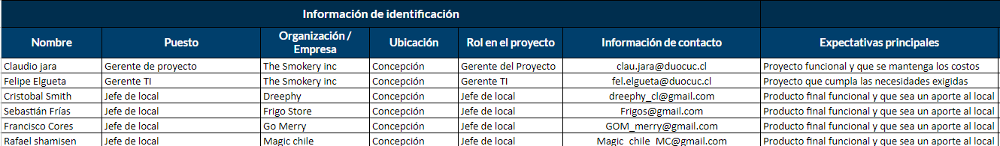 Información de identificación
Nombre Puesto Organización / Empresa Ubicación Rol en el proyecto Información de contacto Expectativas principales
Claudio jara Gerente de proyecto The Smokery inc Concepción Gerente del Proyecto clau.jara@duocuc.cl Proyecto funcional y que se mantenga los costos
Felipe Elgueta Gerente TI The Smokery inc Concepción Gerente TI fel.elgueta@duocuc.cl Proyecto que cumpla las necesidades exigidas
Cristobal Smith Jefe de local Dreephy Concepción Jefe de local dreephy_cl@gmail.com Producto final funcional y que sea un aporte al local
Sebastián Frías Jefe de local Frigo Store Concepción Jefe de local Frigos@gmail.com Producto final funcional y que sea un aporte al local
Francisco Cores Jefe de local Go Merry Concepción Jefe de local GOM_merry@gmail.com Producto final funcional y que sea un aporte al local
Rafael shamisen Jefe de local Magic chile Concepción Jefe de local Magic_chile_MC@gmail.com Producto final funcional y que sea un aporte al local